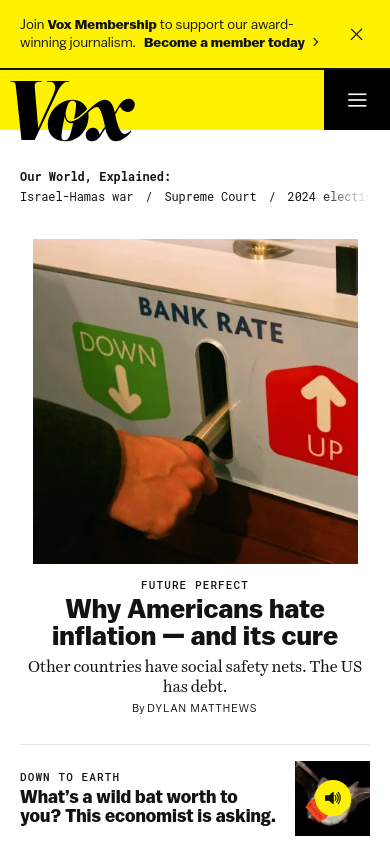 Join Vox Membership to support our award-
winning journalism. Become a member today
Vox
Our World, Explained:
Israel-Hamas war / Supreme Court / 2024 electi
BANK RATE
DOWN
UP
FUTURE PERFECT
Why Americans hate
inflation — and its cure
Other countries have social safety nets. The US
has debt.
By DYLAN MATTHEWS
DOWN TO EARTH
What’s a wild bat worth to
you? This economist is asking.